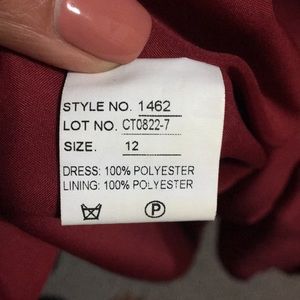 STYLE NO. 1462
LOT NO. CT0822-7
SIZE. 12
DRESS: 100% POLYESTER
LINING: 100% POLYESTER
P